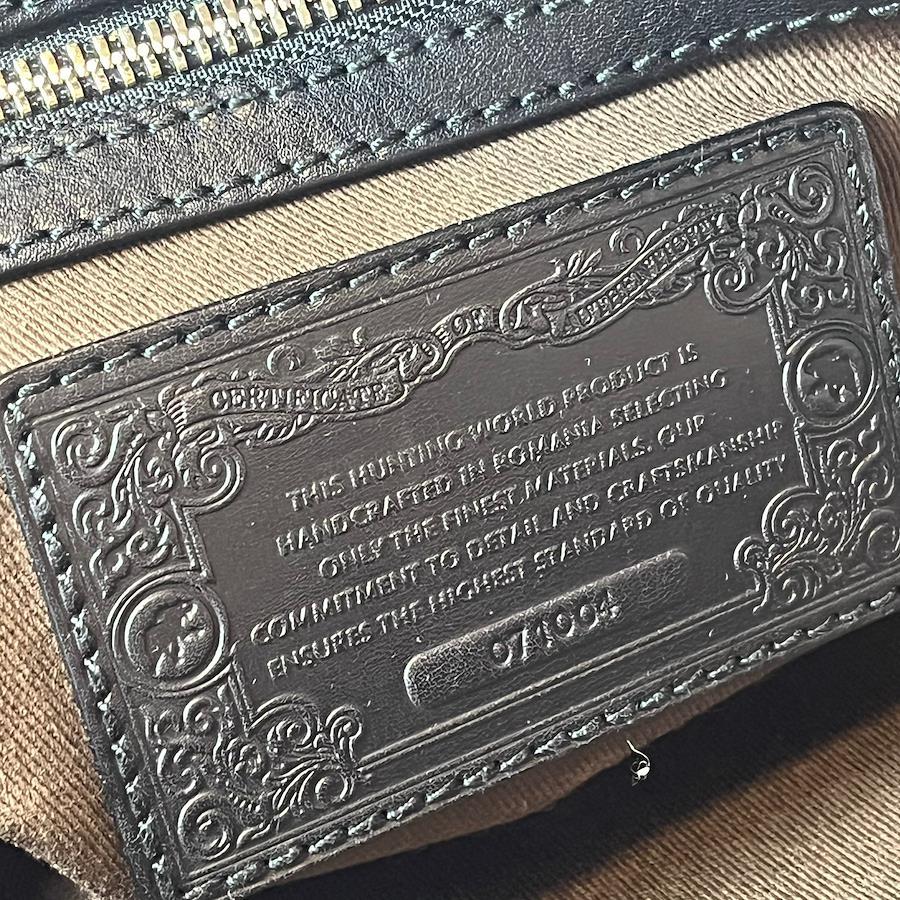 CERTIFICATE OF AUTHENTICITY
THIS HUNTING WORLD PRODUCT IS
HANDCRAFTED IN ROMANIA SELECTING
ONLY THE FINEST MATERIALS. OUR
COMMITMENT TO DETAIL AND CRAFTSMANSHIP
ENSURES THE HIGHEST STANDARD OF QUALITY
071004